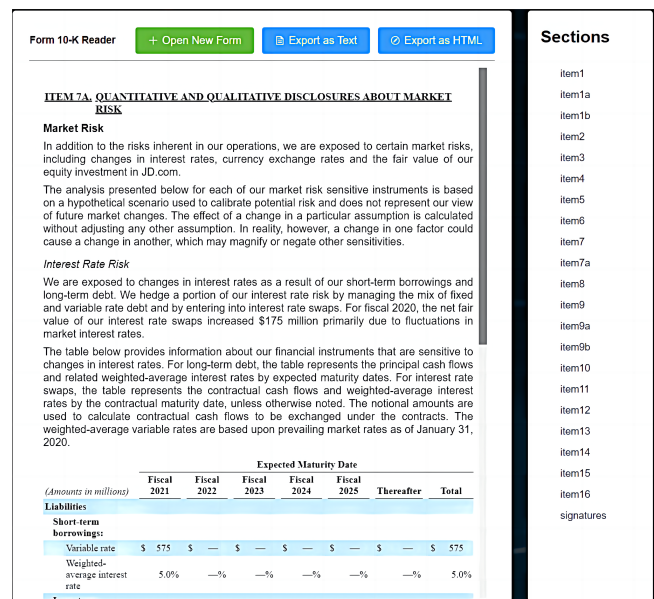 Form 10-K Reader
+ Open New Form
Export as Text
Export as HTML
ITEM 7A. QUANTITATIVE AND QUALITATIVE DISCLOSURES ABOUT MARKET
RISK
Market Risk
In addition to the risks inherent in our operations, we are exposed to certain market risks,
including changes in interest rates, currency exchange rates and the fair value of our
equity investment in JD.com.
The analysis presented below for each of our market risk sensitive instruments is based
on a hypothetical scenario used to calibrate potential risk and does not represent our view
of future market changes. The effect of a change in a particular assumption is calculated
without adjusting any other assumption. In reality, however, a change in one factor could
cause a change in another, which may magnify or negate other sensitivities.
Interest Rate Risk
We are exposed to changes in interest rates as a result of our short-term borrowings and
long-term debt. We hedge a portion of our interest rate risk by managing the mix of fixed
and variable rate debt and by entering into interest rate swaps. For fiscal 2020, the net fair
value of our interest rate swaps increased $175 million primarily due to fluctuations in
market interest rates.
The table below provides information about our financial instruments that are sensitive to
changes in interest rates. For long-term debt, the table represents the principal cash flows
and related weighted-average interest rates by expected maturity dates. For interest rate
swaps, the table represents the contractual cash flows and weighted-average interest
rates by the contractual maturity date, unless otherwise noted. The notional amounts are
used to calculate contractual cash flows to be exchanged under the contracts. The
weighted-average variable rates are based upon prevailing market rates as of January 31,
2020.
Expected Maturity Date
(Amounts in millions) Fiscal 2021 Fiscal 2022 Fiscal 2023 Fiscal 2024 Fiscal 2025 Thereafter Total
Liabilities
Short-term
borrowings:
Variable rate $ 575 $ — $ — $ — $ — $ — $ 575
Weighted-
average interest 5.0% —% —% —% —% —% 5.0%
rate
Sections
item1
item1a
item1b
item2
item3
item4
item5
item6
item7
item7a
item8
item9
item9a
item9b
item10
item11
item12
item13
item14
item15
item16
signatures